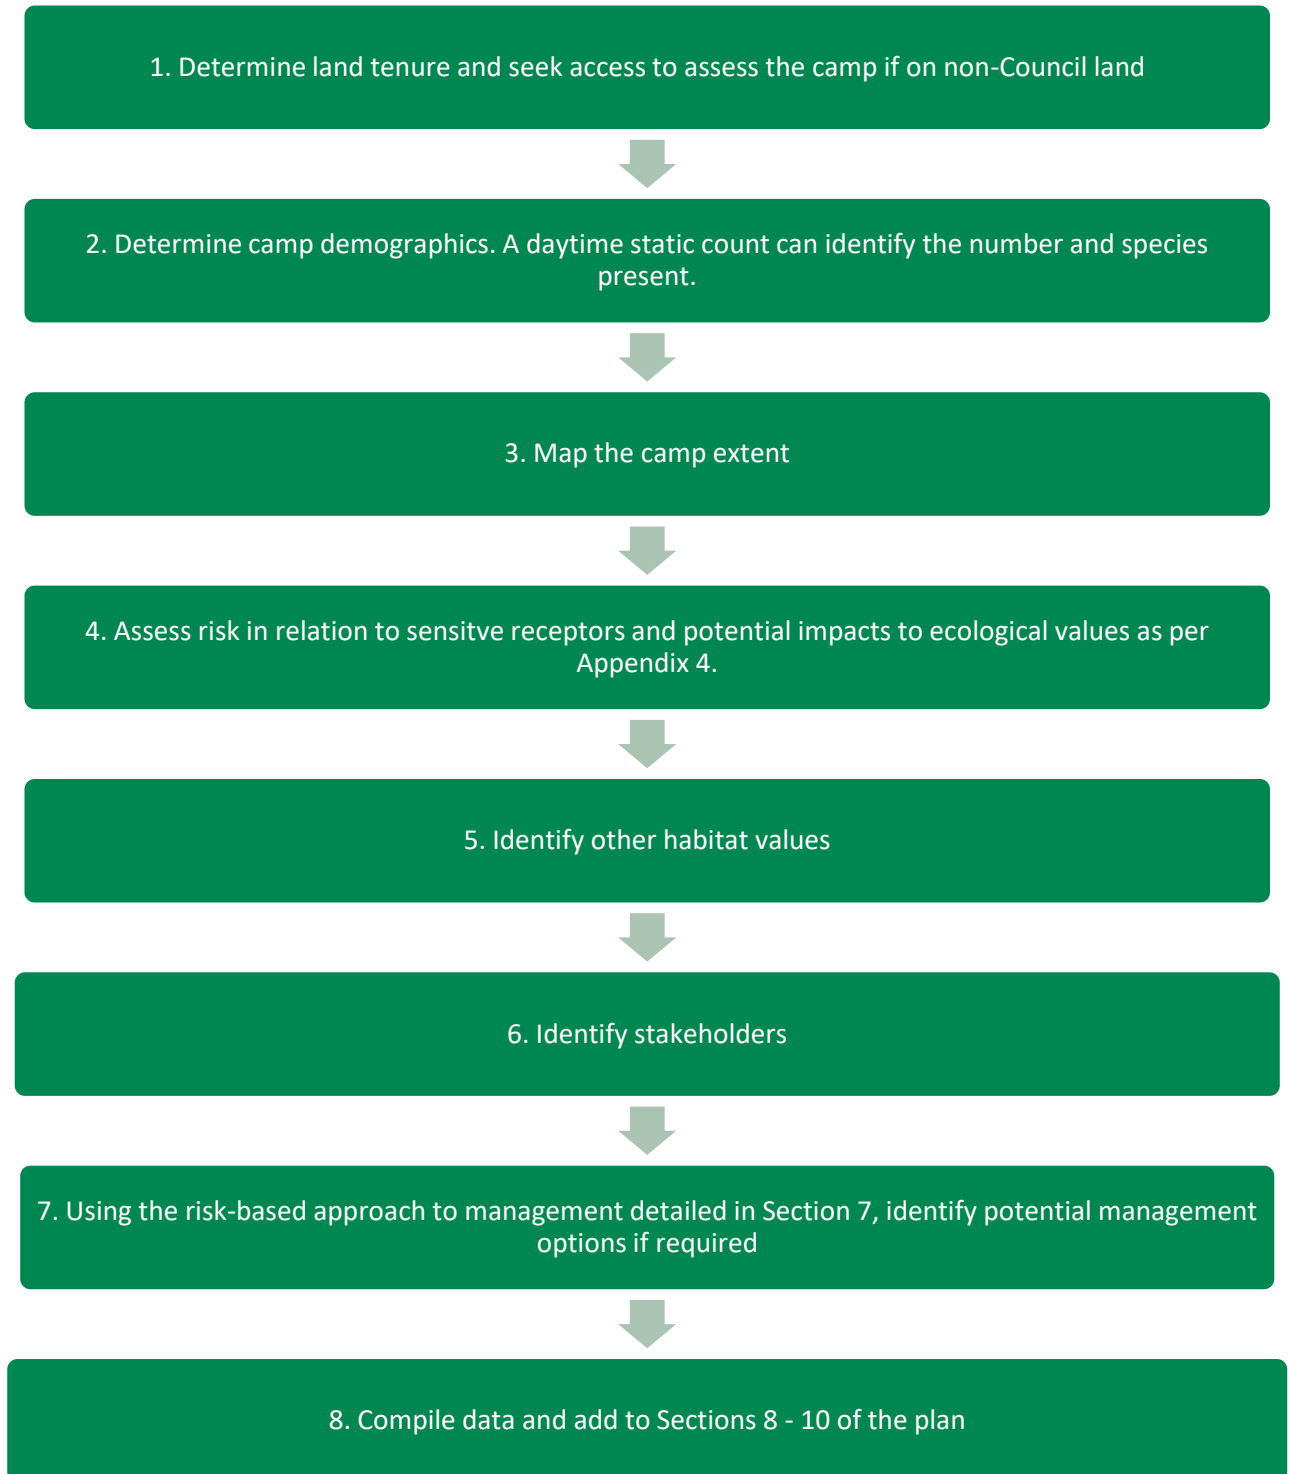 1. Determine land tenure and seek access to assess the camp if on non-Council land
2. Determine camp demographics. A daytime static count can identify the number and species
present.
3. Map the camp extent
4. Assess risk in relation to sensitve receptors and potential impacts to ecological values as per
Appendix 4.
5. Identify other habitat values
6. Identify stakeholders
7. Using the risk-based approach to management detailed in Section 7, identify potential management
options if required
8. Compile data and add to Sections 8 - 10 of the plan